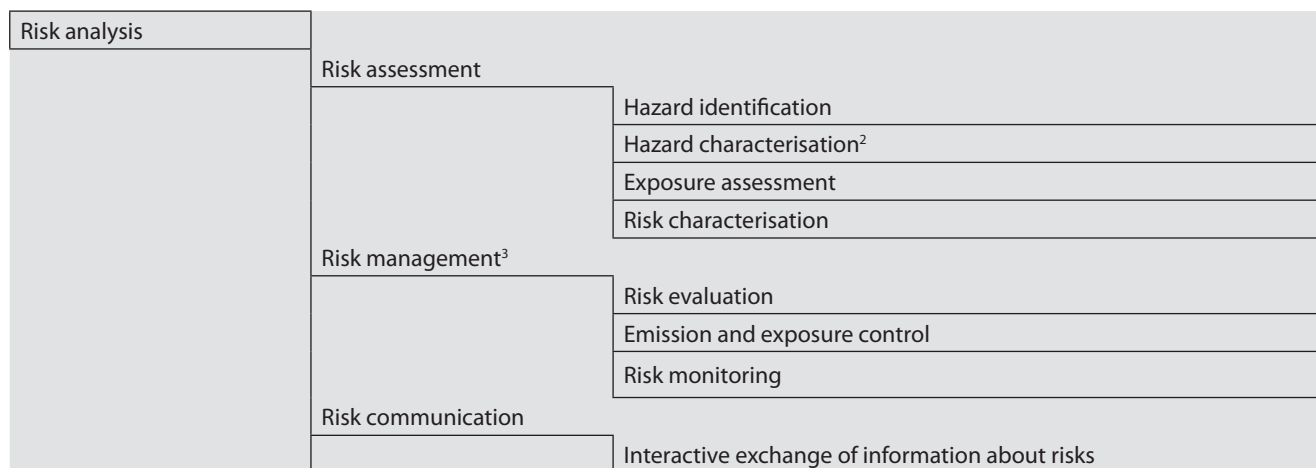 Risk analysis
Risk assessment
Hazard identification
Hazard characterisation²
Exposure assessment
Risk characterisation
Risk management³
Risk evaluation
Emission and exposure control
Risk monitoring
Risk communication
Interactive exchange of information about risks